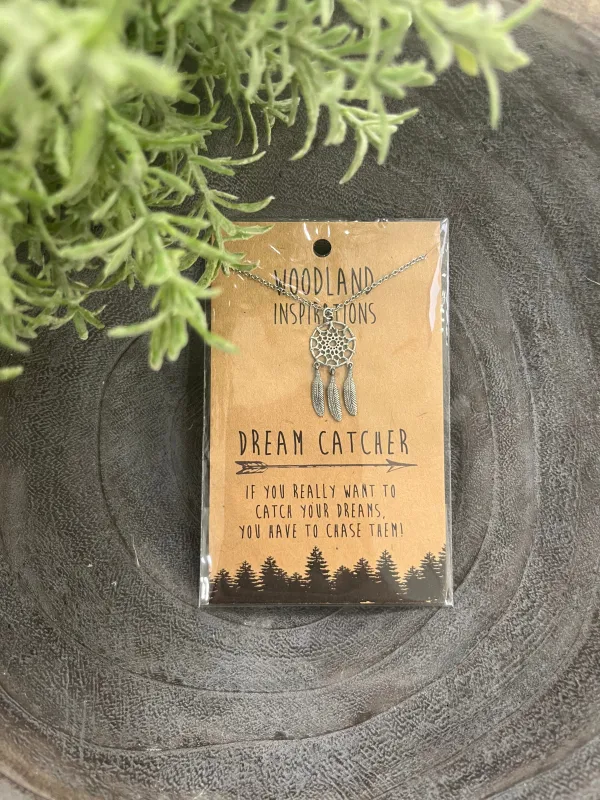 WOODLAND
INSPIRATIONS
DREAM CATCHER
IF YOU REALLY WANT TO
CATCH YOUR DREAMS,
YOU HAVE TO CHASE THEM!